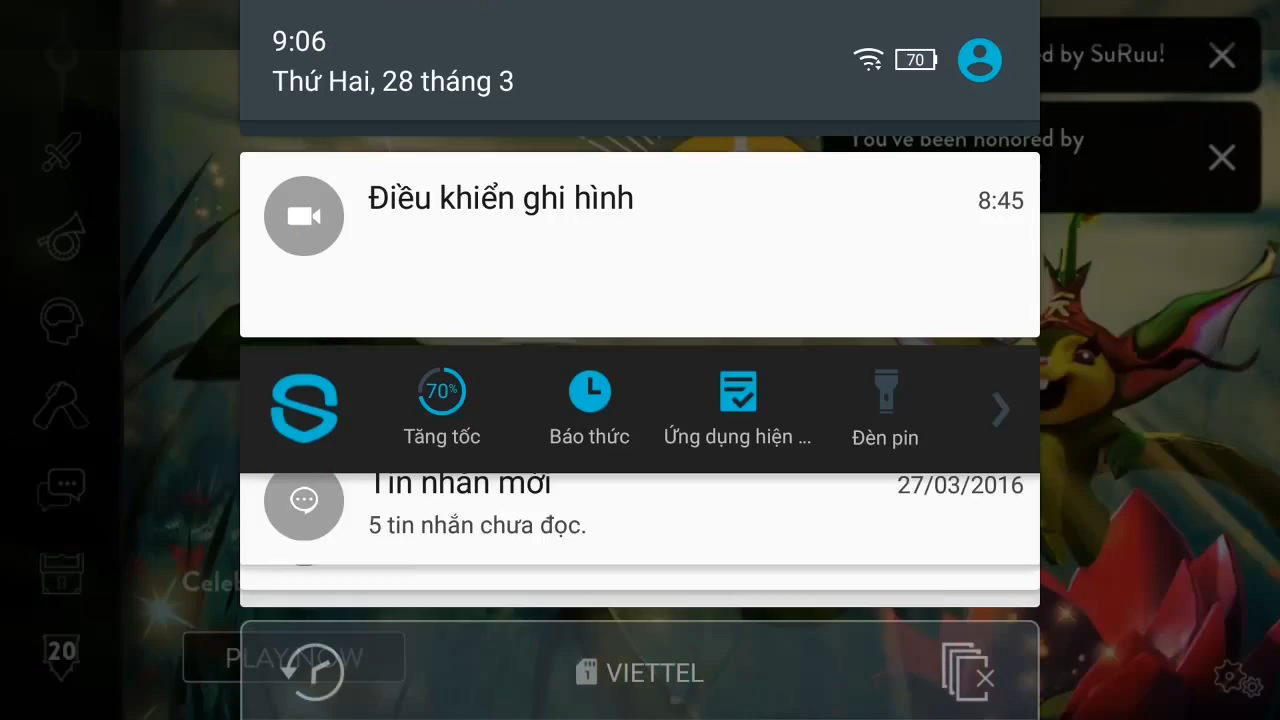 9:06
Thứ Hai, 28 tháng 3
70
d by SuRuu!
You've been honored by
Điều khiển ghi hình
8:45
70%
Tăng tốc
Báo thức
Ứng dụng hiện ...
Đèn pin
Tin nhắn mới
27/03/2016
5 tin nhắn chưa đọc.
Celeb
20
PLAY NOW
1
VIETTEL